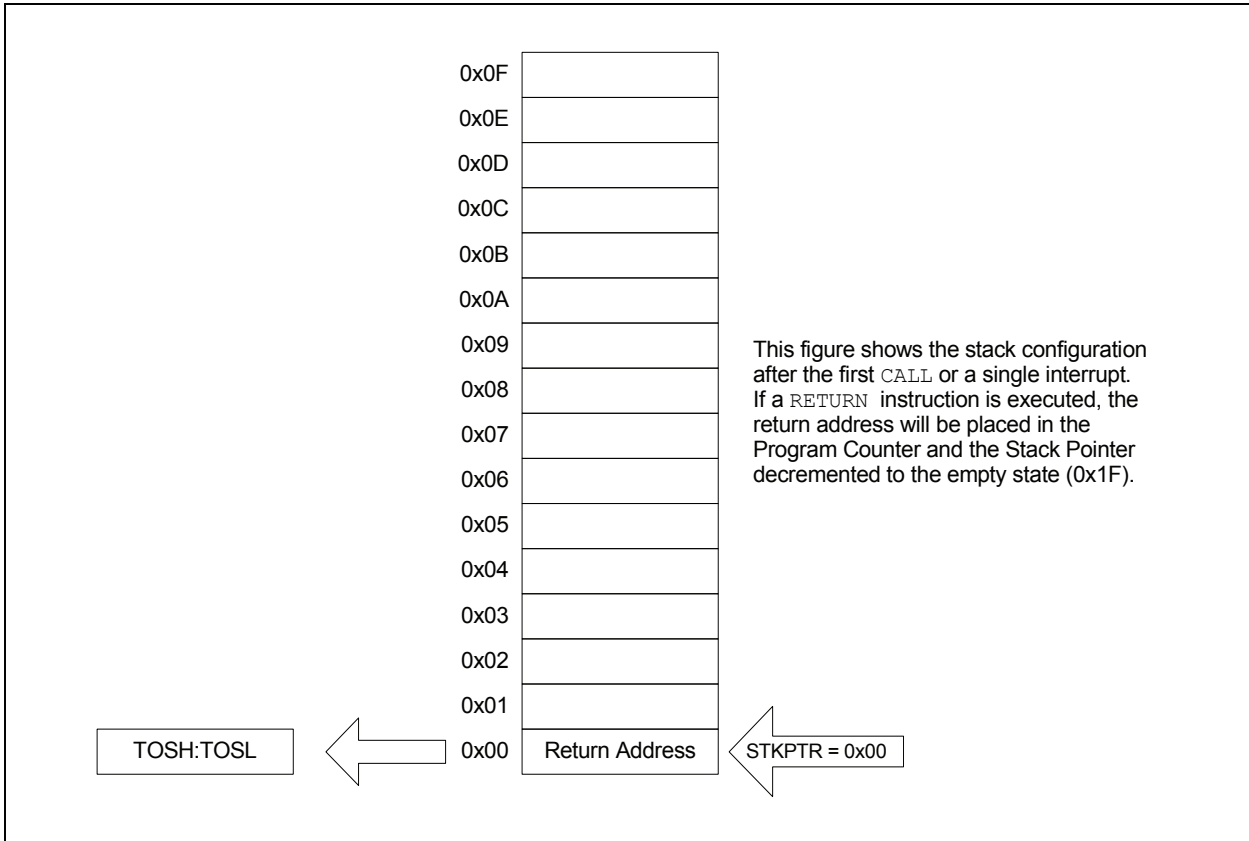 0x0F
0x0E
0x0D
0x0C
0x0B
0x0A
0x09
0x08
0x07
0x06
0x05
0x04
0x03
0x02
0x01
This figure shows the stack configuration
after the first CALL or a single interrupt.
If a RETURN instruction is executed, the
return address will be placed in the
Program Counter and the Stack Pointer
decremented to the empty state (0x1F).
TOSH:TOSL 0x00 Return Address STKPTR = 0x00